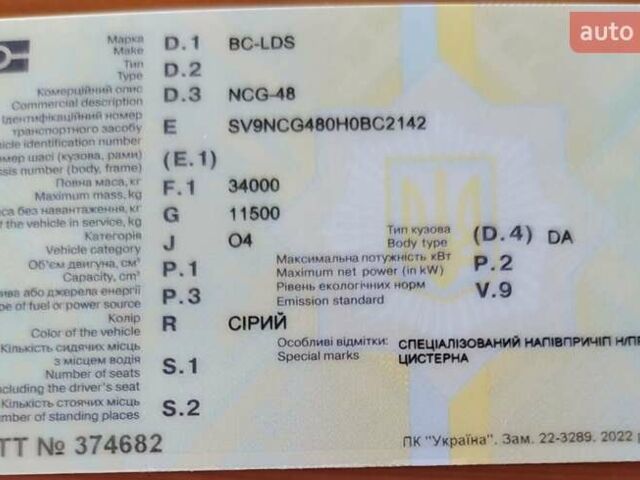 auto
Марка
Make D.1 BC-LDS
Тип
Type D.2
Комерційний опис
Commercial description D.3 NCG-48
Ідентифікаційний номер
транспортного засобу E SV9NCG480H0BC2142
vehicle identification number
номер шасі (кузова, рами) (E.1)
number (body, frame)
Повна маса, кг F.1 34000
Maximum mass, kg
без навантаження, кг G 11500
of the vehicle in service, kg
Категорія J O4 Тип кузова (D.4) DA
Vehicle category Body type
Об'єм двигуна, см³ P.1 Максимальна потужність кВт P.2
Capacity, cm³ Maximum net power (in kW)
або джерела енергії P.3 Рівень екологічних норм V.9
of fuel or power source Emission standard
Колір R СІРИЙ
Color of the vehicle
Кількість сидячих місць Особливі відмітки: СПЕЦІАЛІЗОВАНИЙ НАПІВПРИЧІП
з місцем водія S.1 Special marks ЦИСТЕРНА
Number of seats
including the driver's seat
Кількість стоячих місць S.2
Number of standing places
ТТ № 374682 ПК "Україна". Зам. 22-3289. 2022 р